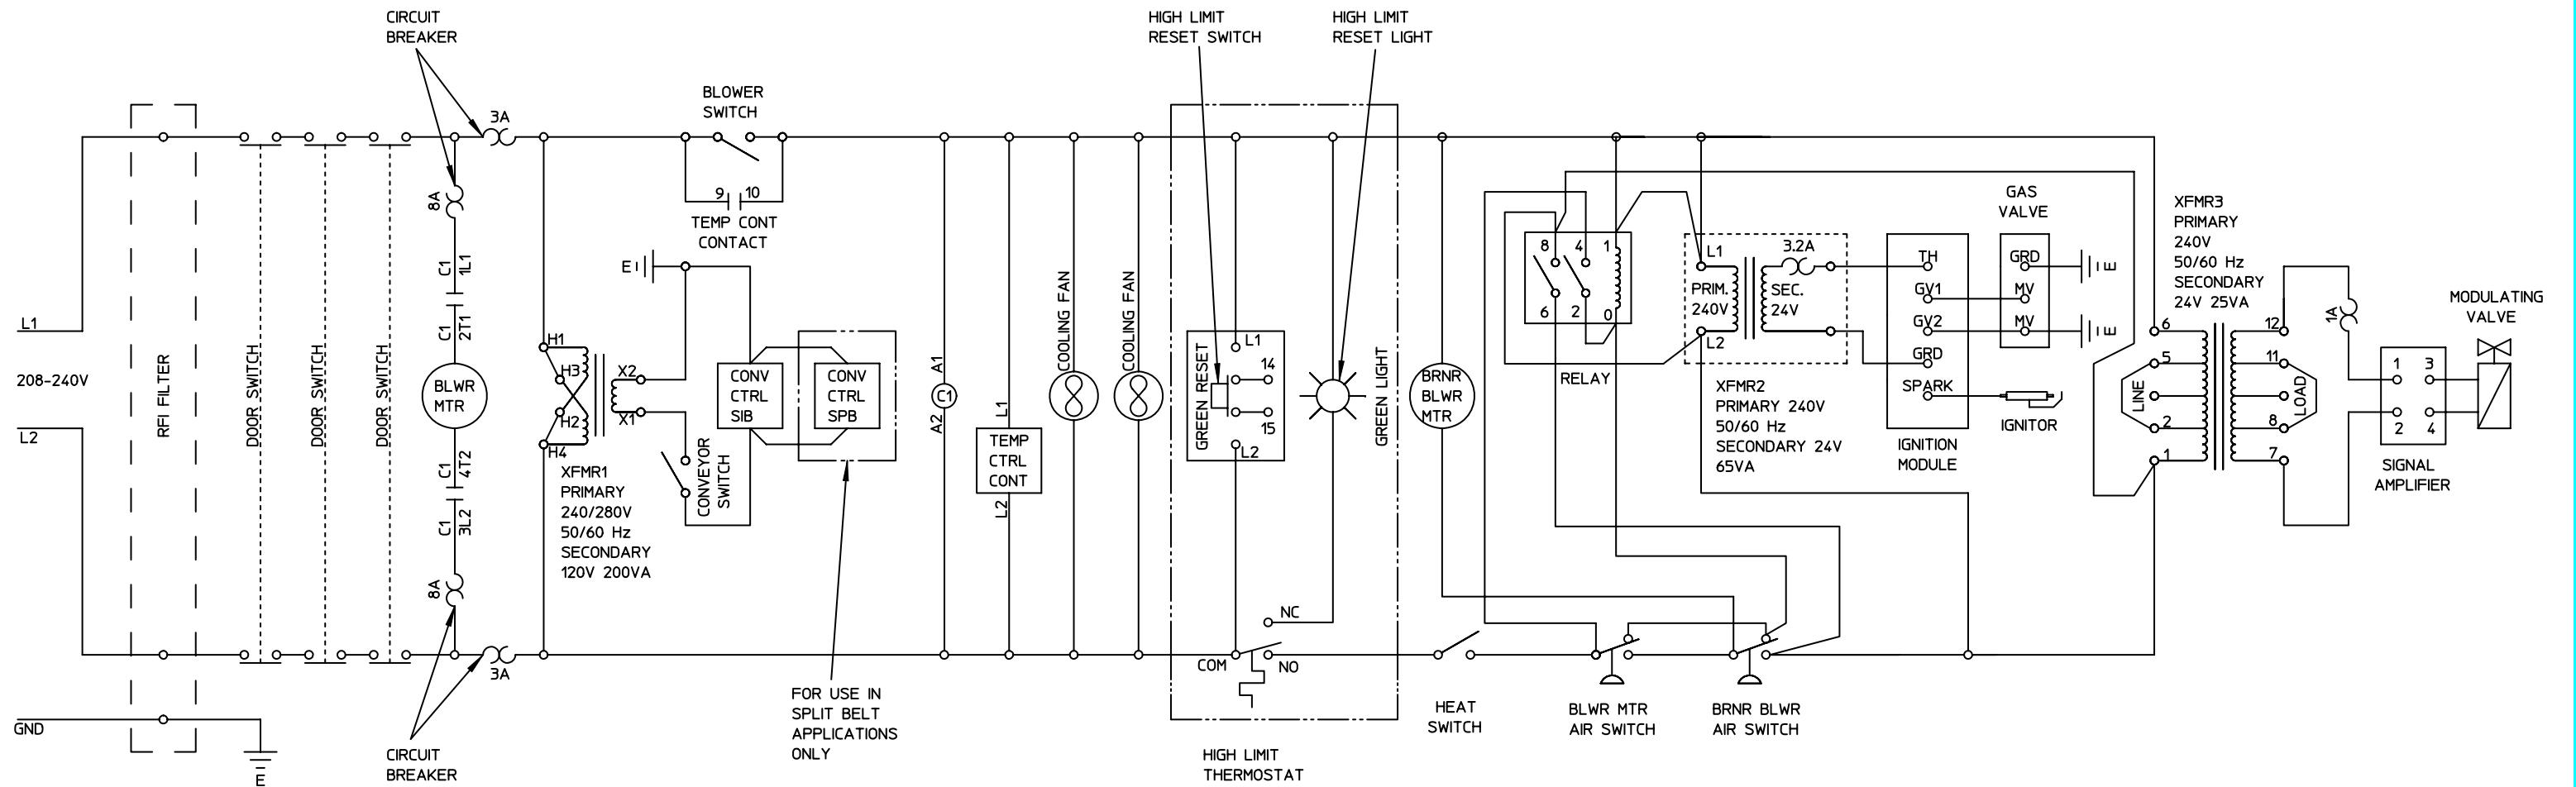 CIRCUIT
BREAKER
3A
8A
L1
208-240V
L2
GND
RFI FILTER
E
DOOR SWITCH
DOOR SWITCH
DOOR SWITCH
C1 1L1
C1 2T1
BLWR
MTR
C1 4T2
C1 3L2
8A
3A
CIRCUIT
BREAKER
BLOWER
SWITCH
9 10
TEMP CONT
CONTACT
E
H1
H3
H2
H4
X2
X1
XFMR1
PRIMARY
240/280V
50/60 Hz
SECONDARY
120V 200VA
CONVEYOR
SWITCH
CONV
CTRL
SIB
CONV
CTRL
SPB
FOR USE IN
SPLIT BELT
APPLICATIONS
ONLY
A1
C1
A2
L1
TEMP
CTRL
CONT
L2
COOLING FAN
COOLING FAN
HIGH LIMIT
RESET SWITCH
HIGH LIMIT
RESET LIGHT
GREEN RESET
L1
14
15
L2
GREEN LIGHT
NC
COM
NO
HIGH LIMIT
THERMOSTAT
BRNR
BLWR
MTR
HEAT
SWITCH
BLWR MTR
AIR SWITCH
BRNR BLWR
AIR SWITCH
8 4 1
6 2 0
RELAY
L1
3.2A
PRIM.
240V
SEC.
24V
L2
XFMR2
PRIMARY 240V
50/60 Hz
SECONDARY 24V
65VA
TH
GV1
GV2
GRD
SPARK
IGNITION
MODULE
GAS
VALVE
GRD
MV
MV
E
E
IGNITOR
XFMR3
PRIMARY
240V
50/60 Hz
SECONDARY
24V 25VA
6
5
LINE
2
1
12
11
LOAD
8
7
1A
1 3
2 4
SIGNAL
AMPLIFIER
MODULATING
VALVE